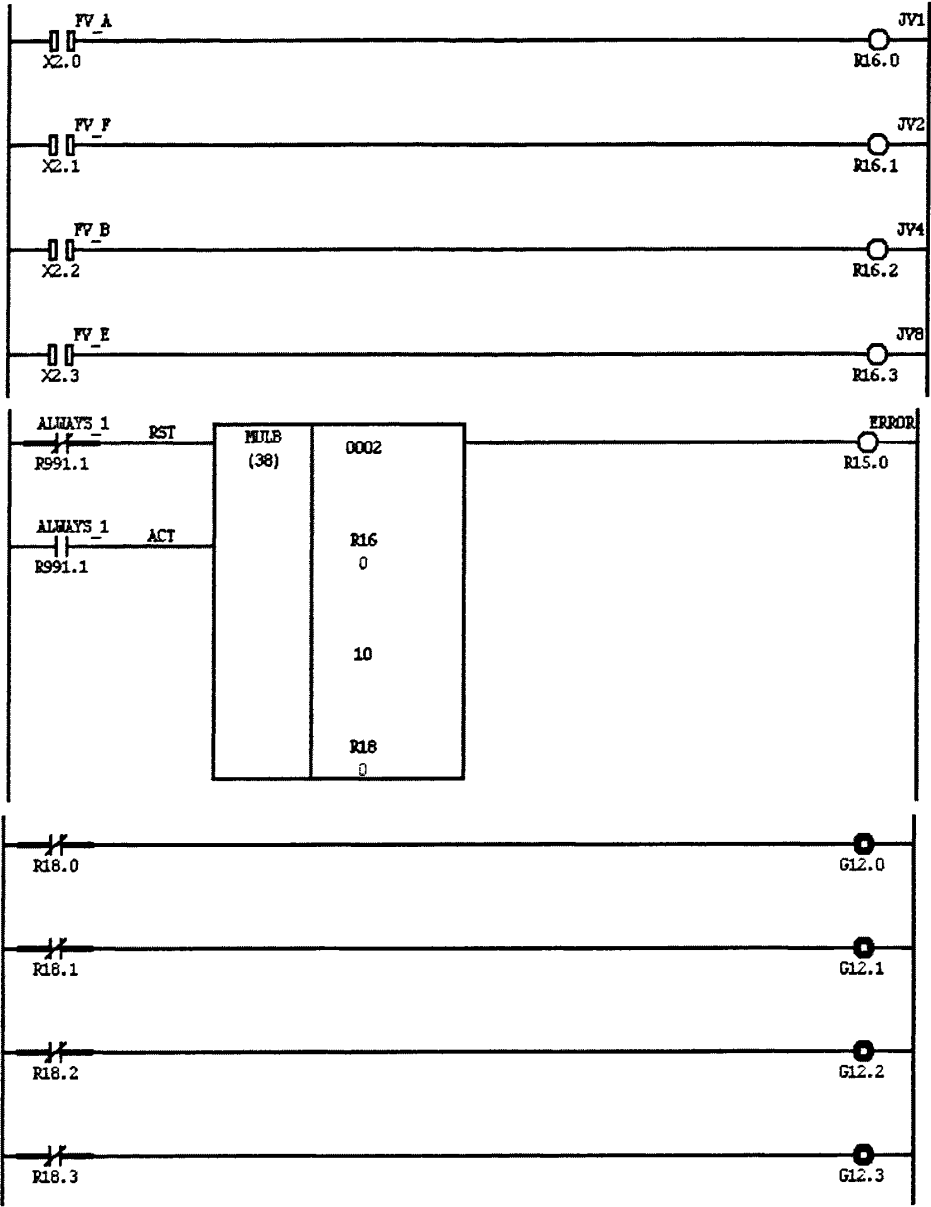 FV_A JV1
X2.0 R16.0
FV_F JV2
X2.1 R16.1
FV_B JV4
X2.2 R16.2
FV_E JV8
X2.3 R16.3
ALWAYS_1 RST MULB 0002 ERROR
R991.1 (38) R15.0
ALWAYS_1 ACT R16
R991.1 0
10
R18
0
R18.0 G12.0
R18.1 G12.1
R18.2 G12.2
R18.3 G12.3